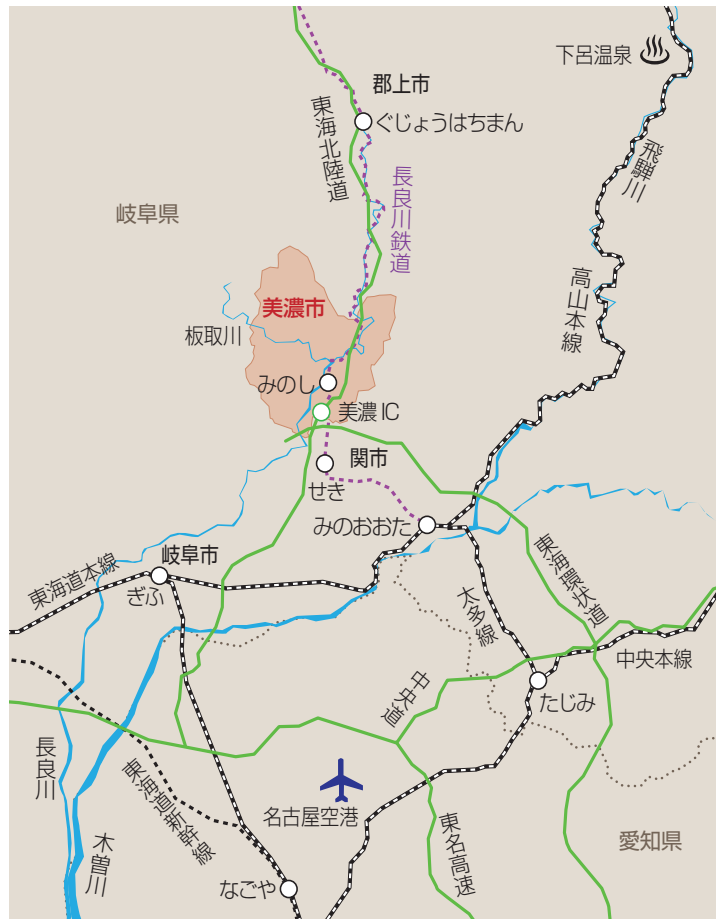 下呂温泉
郡上市
ぐじょうはちまん
東海北陸道
飛騨川
長良川鉄道
岐阜県
高山本線
美濃市
板取川
みのし
美濃IC
関市
せき
みのおおた
東海道本線
岐阜市
ぎふ
東海環状道
太多線
中央本線
中央道
たじみ
長良川
東海道新幹線
名古屋空港
木曽川
東名高速
愛知県
なごや